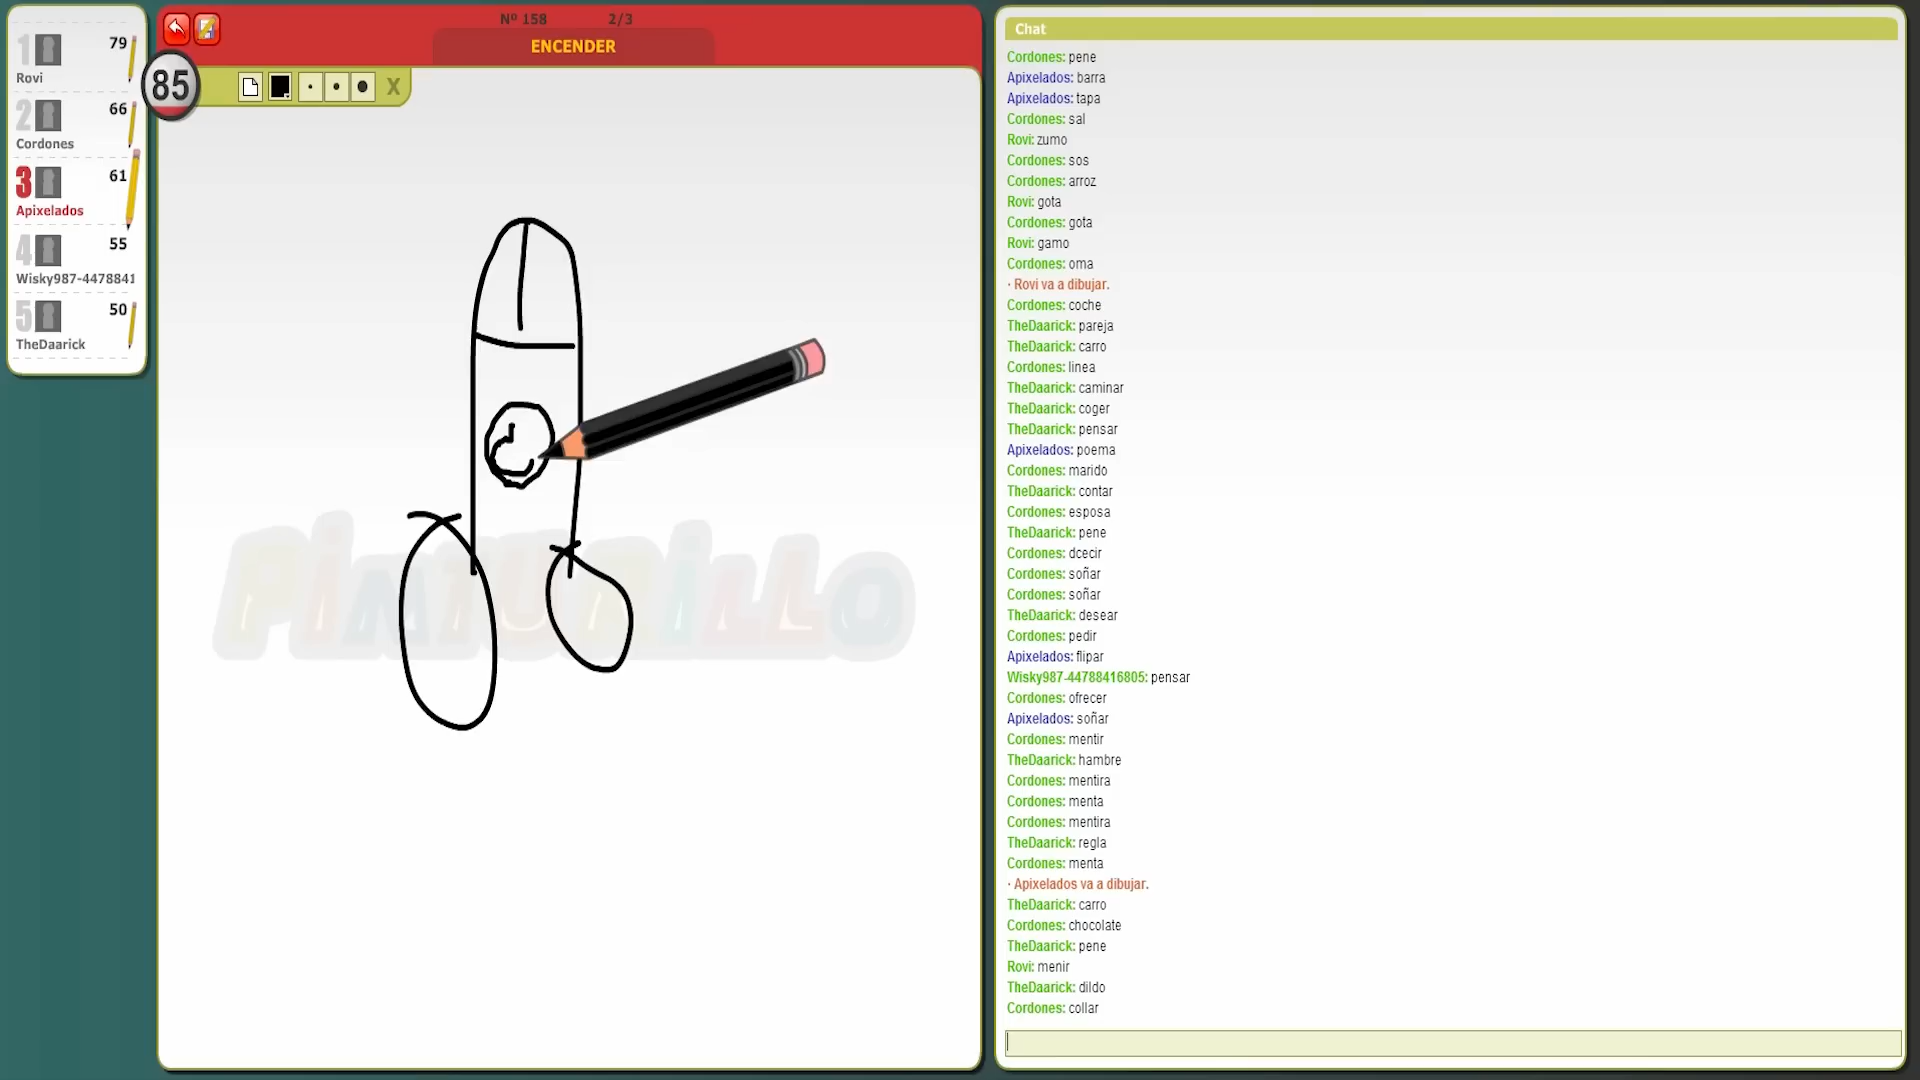 1 79
Rovi
2 66
Cordones
3 61
Apixelados
4 55
Wisky987-4478841
5 50
TheDaarick
Nº 158 2/3
ENCENDER
85
X
PINTURILLO
Chat
Cordones: pene
Apixelados: barra
Apixelados: tapa
Cordones: sal
Rovi: zumo
Cordones: sos
Cordones: arroz
Rovi: gota
Cordones: gota
Rovi: gamo
Cordones: oma
· Rovi va a dibujar.
Cordones: coche
TheDaarick: pareja
TheDaarick: carro
Cordones: linea
TheDaarick: caminar
TheDaarick: coger
TheDaarick: pensar
Apixelados: poema
Cordones: marido
TheDaarick: contar
Cordones: esposa
TheDaarick: pene
Cordones: dcecir
Cordones: soñar
Cordones: soñar
TheDaarick: desear
Cordones: pedir
Apixelados: flipar
Wisky987-44788416805: pensar
Cordones: ofrecer
Apixelados: soñar
Cordones: mentir
TheDaarick: hambre
Cordones: mentira
Cordones: menta
Cordones: mentira
TheDaarick: regla
Cordones: menta
· Apixelados va a dibujar.
TheDaarick: carro
Cordones: chocolate
TheDaarick: pene
Rovi: menir
TheDaarick: dildo
Cordones: collar